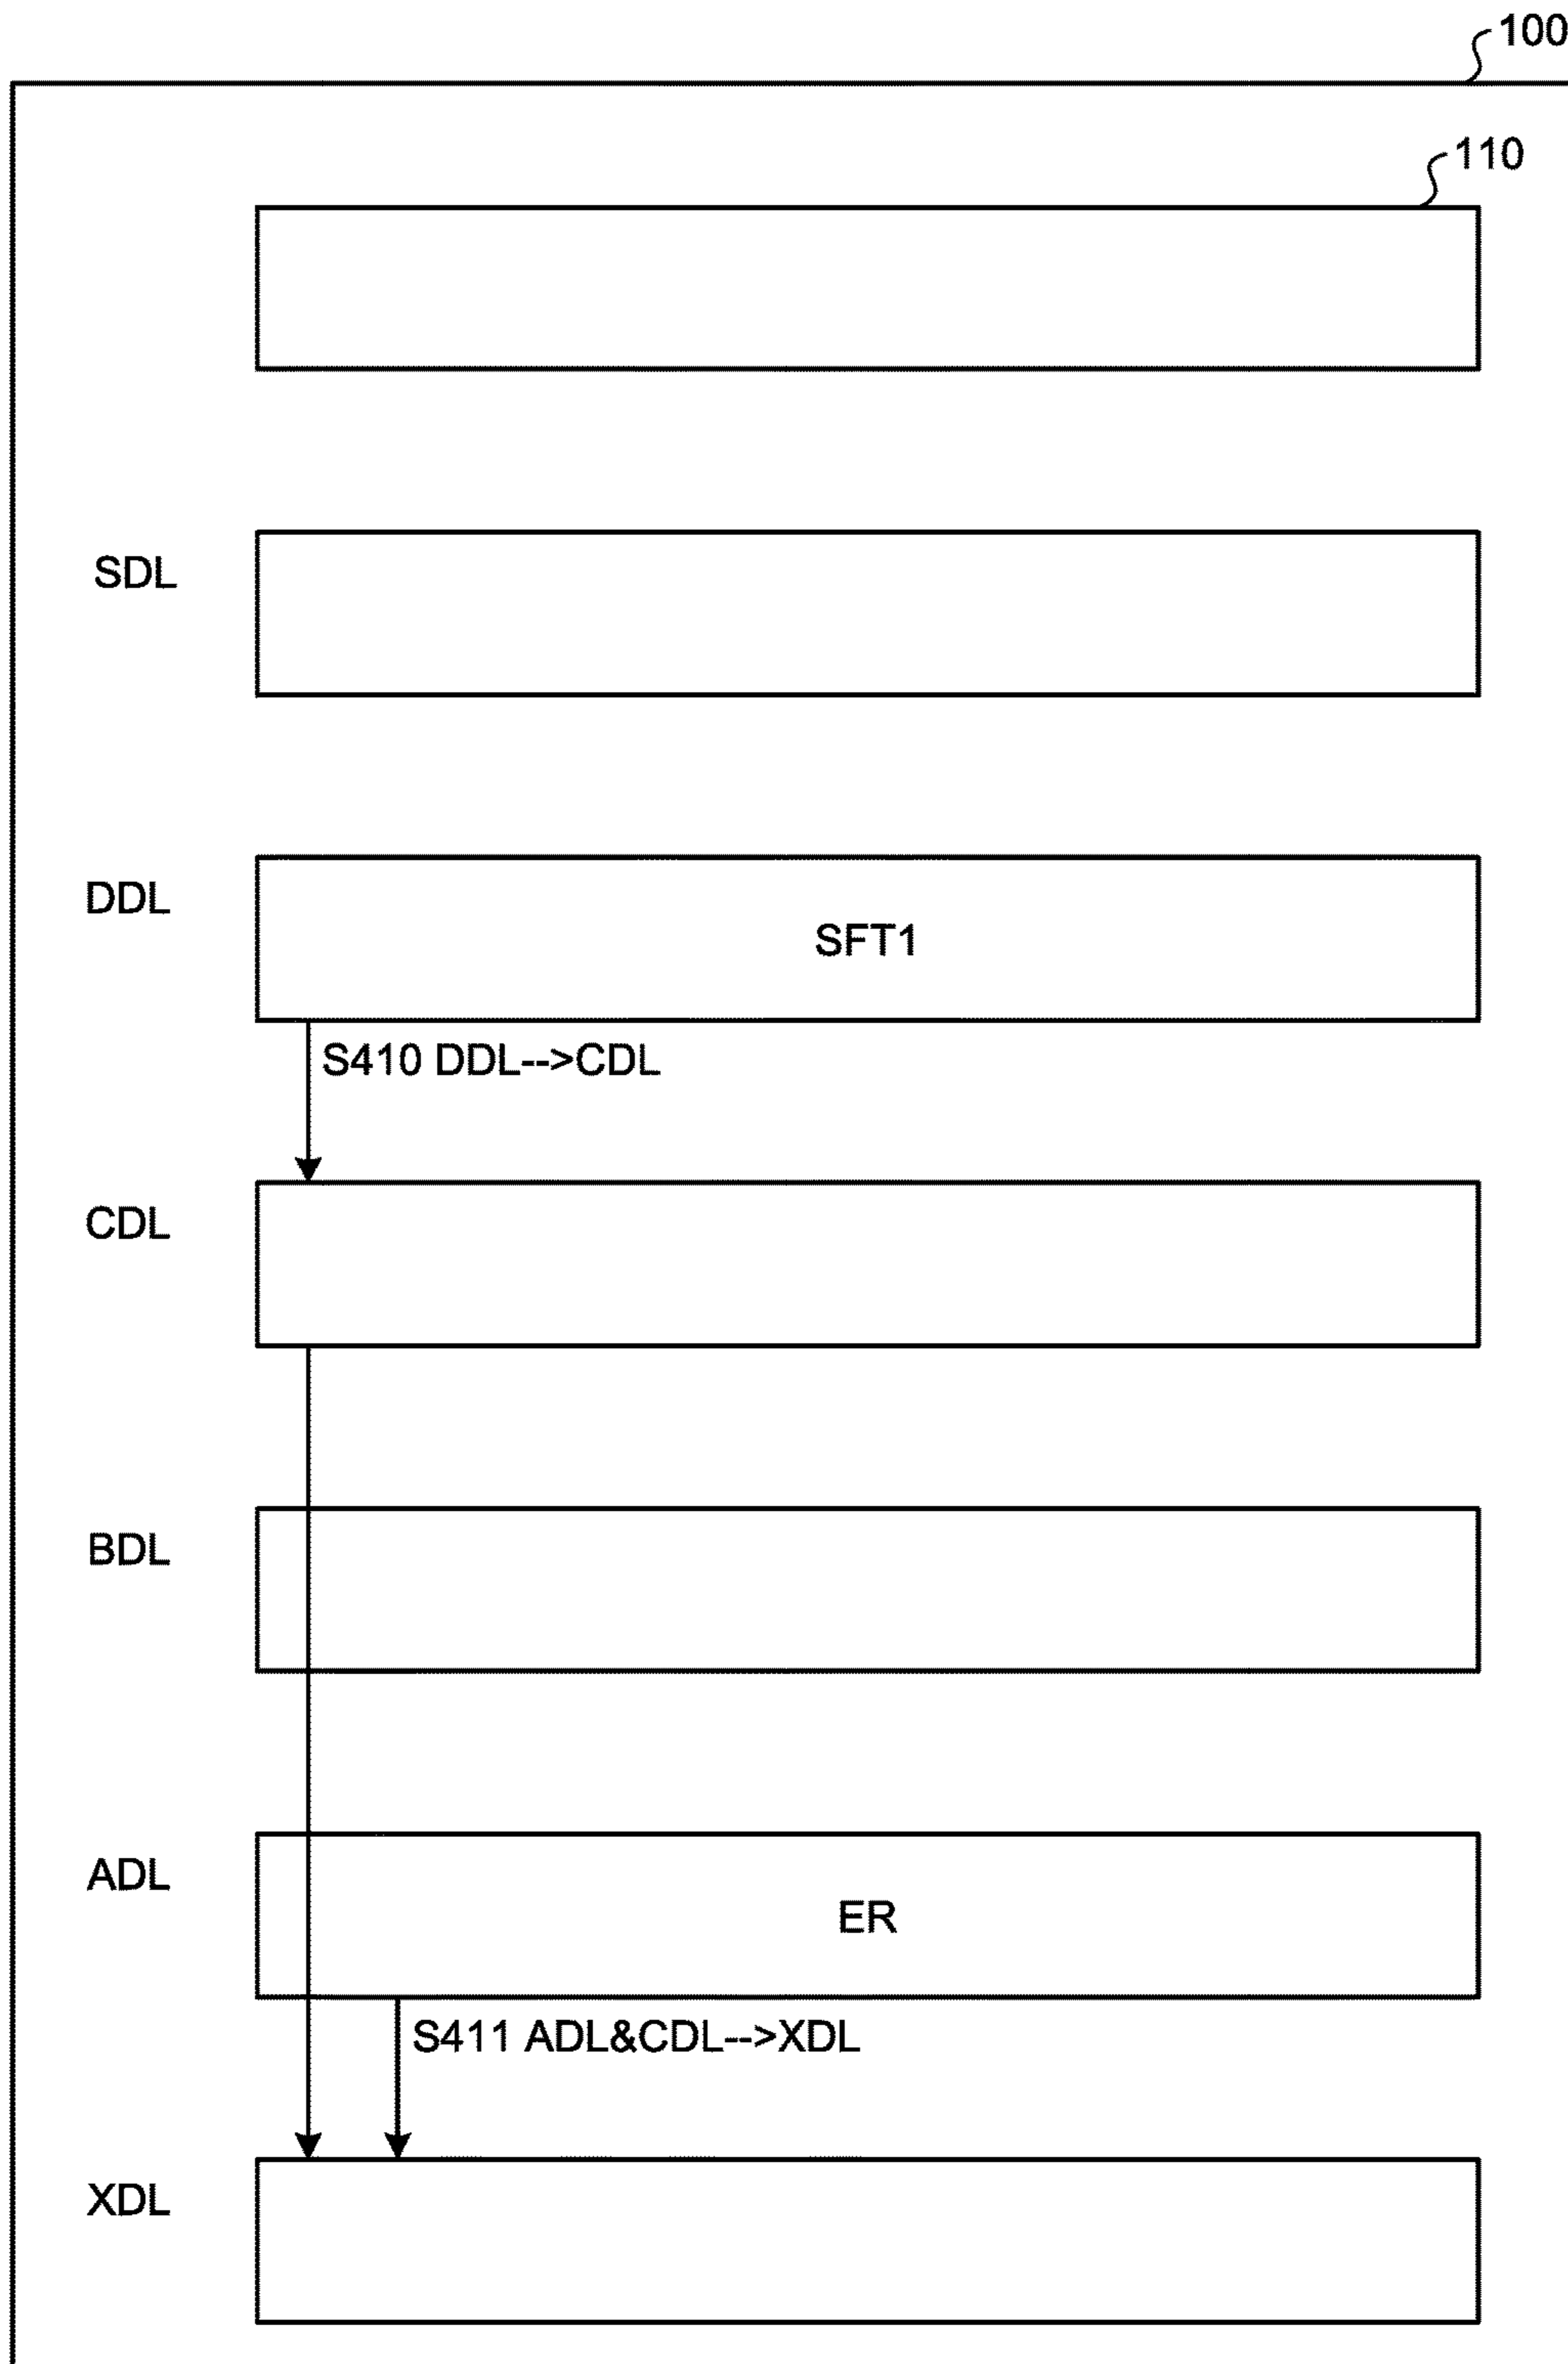 100
110
SDL
DDL
SFT1
S410 DDL-->CDL
CDL
BDL
ADL
ER
S411 ADL&CDL-->XDL
XDL